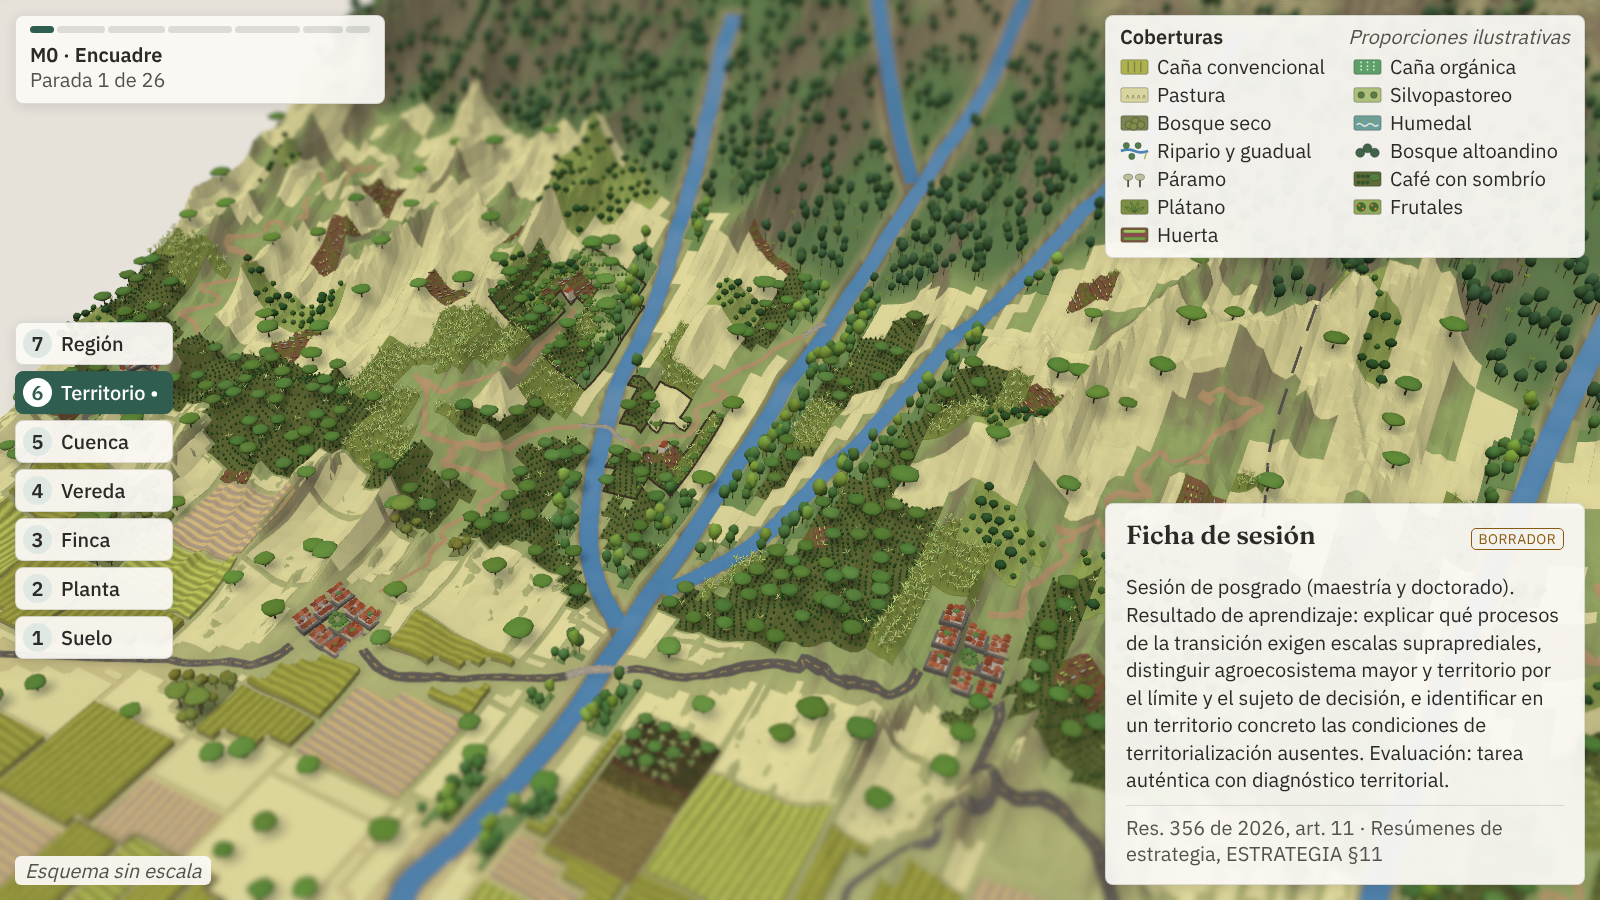 M0 · Encuadre
Parada 1 de 26
Coberturas
Proporciones ilustrativas
Caña convencional
Caña orgánica
Pastura
Silvopastoreo
Bosque seco
Humedal
Ripario y guadual
Bosque altoandino
Páramo
Café con sombrío
Plátano
Frutales
Huerta
7 Región
6 Territorio •
5 Cuenca
4 Vereda
3 Finca
2 Planta
1 Suelo
Ficha de sesión
BORRADOR
Sesión de posgrado (maestría y doctorado).
Resultado de aprendizaje: explicar qué procesos
de la transición exigen escalas supraprediales,
distinguir agroecosistema mayor y territorio por
el límite y el sujeto de decisión, e identificar en
un territorio concreto las condiciones de
territorialización ausentes. Evaluación: tarea
auténtica con diagnóstico territorial.
Res. 356 de 2026, art. 11 · Resúmenes de
estrategia, ESTRATEGIA §11
Esquema sin escala